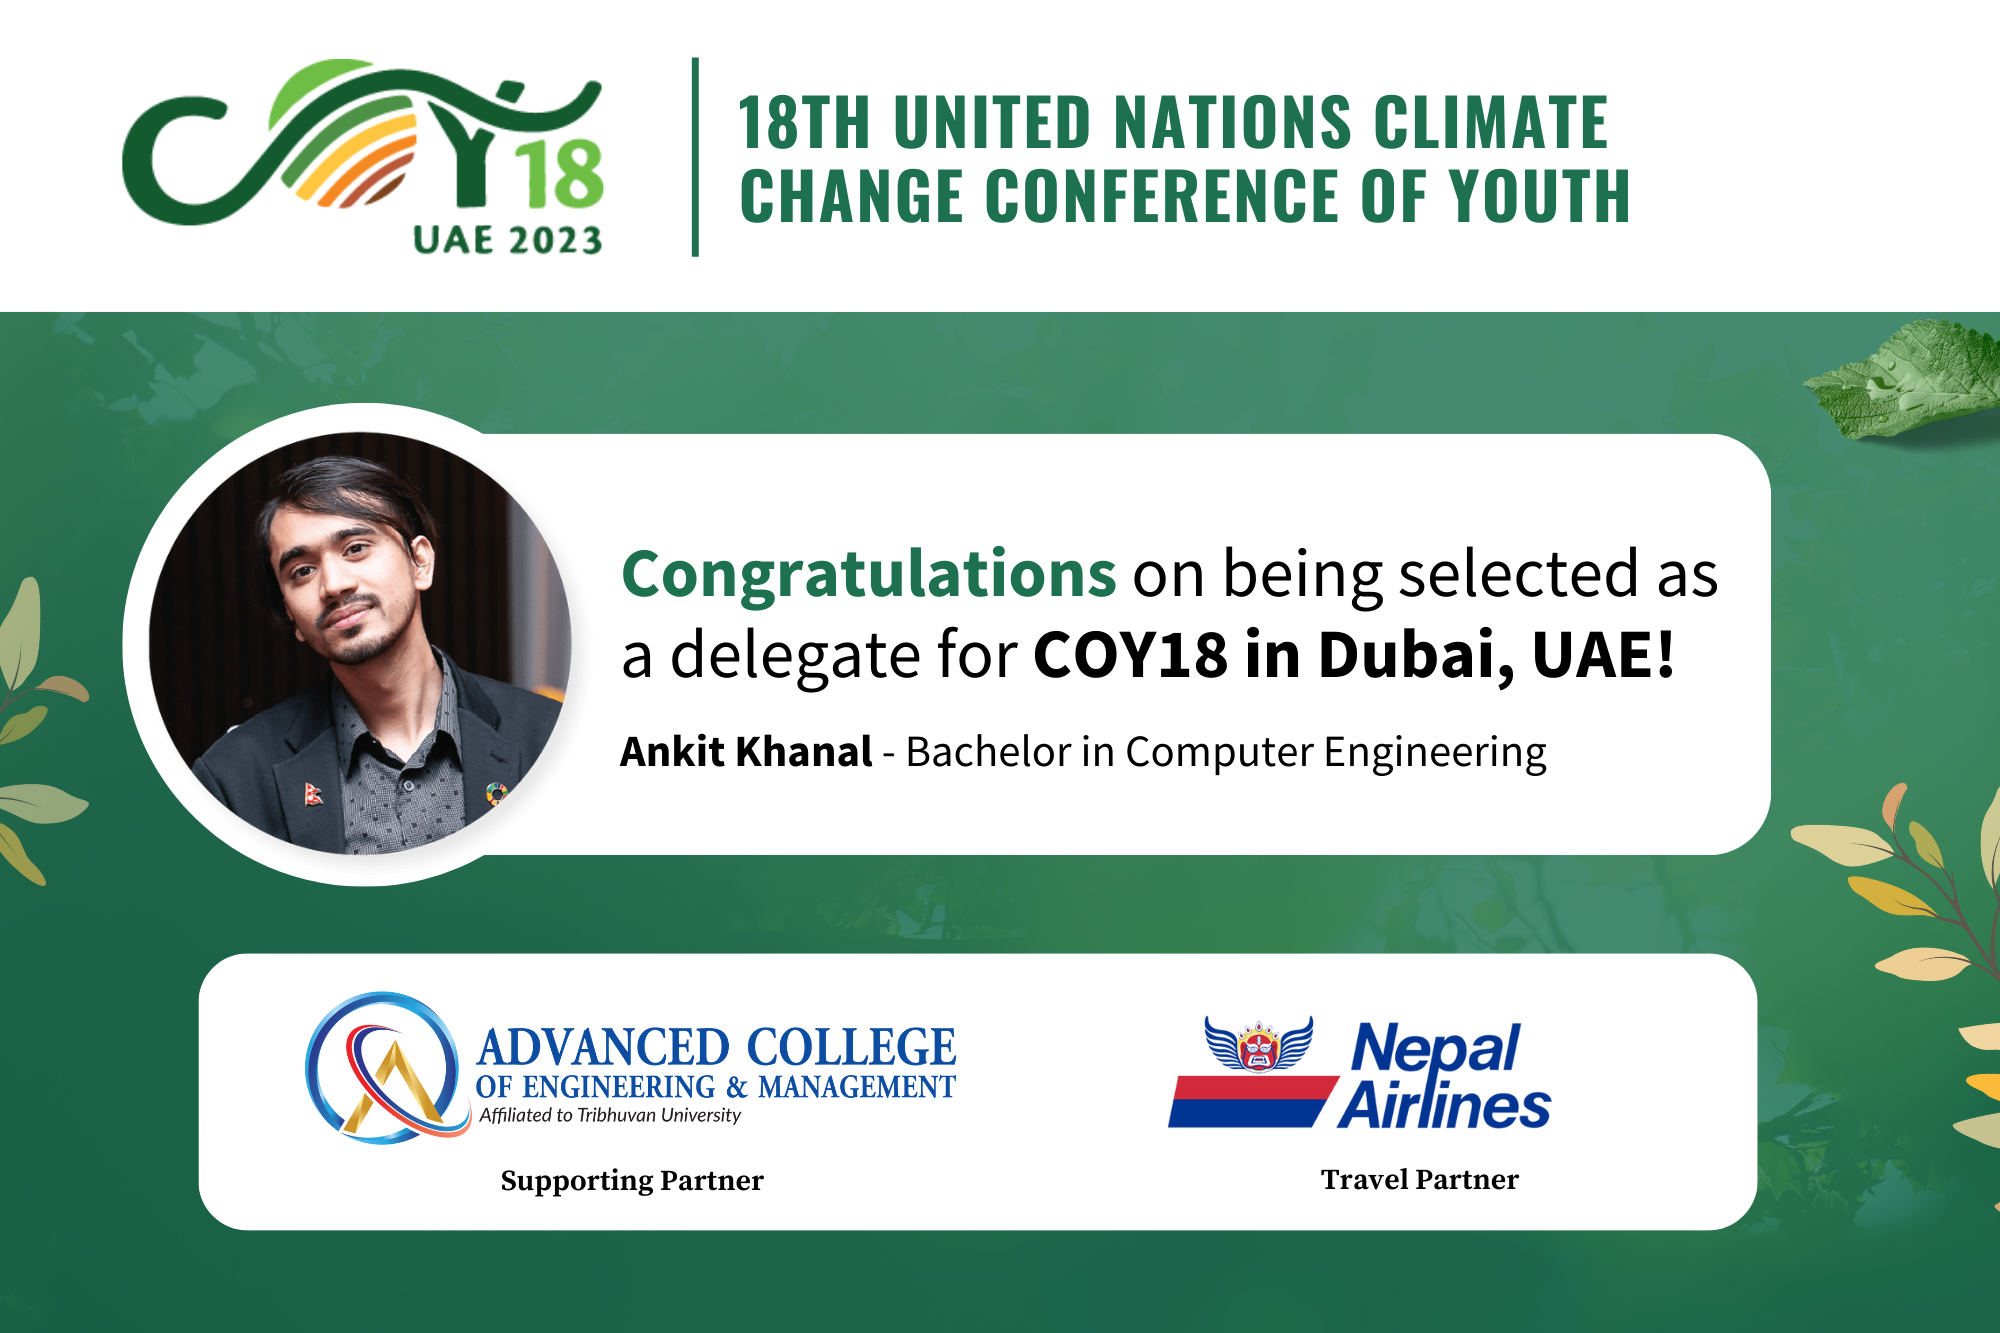 COY18
UAE 2023
18TH UNITED NATIONS CLIMATE
CHANGE CONFERENCE OF YOUTH
Congratulations on being selected as
a delegate for COY18 in Dubai, UAE!
Ankit Khanal - Bachelor in Computer Engineering
ADVANCED COLLEGE
OF ENGINEERING & MANAGEMENT
Affiliated to Tribhuvan University
Supporting Partner
Nepal
Airlines
Travel Partner